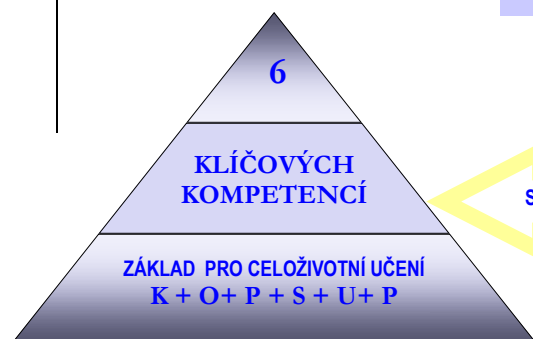 6
KLÍČOVÝCH
KOMPETENCÍ
S
ZÁKLAD PRO CELOŽIVOTNÍ UČENÍ
K + O+ P + S + U+ P